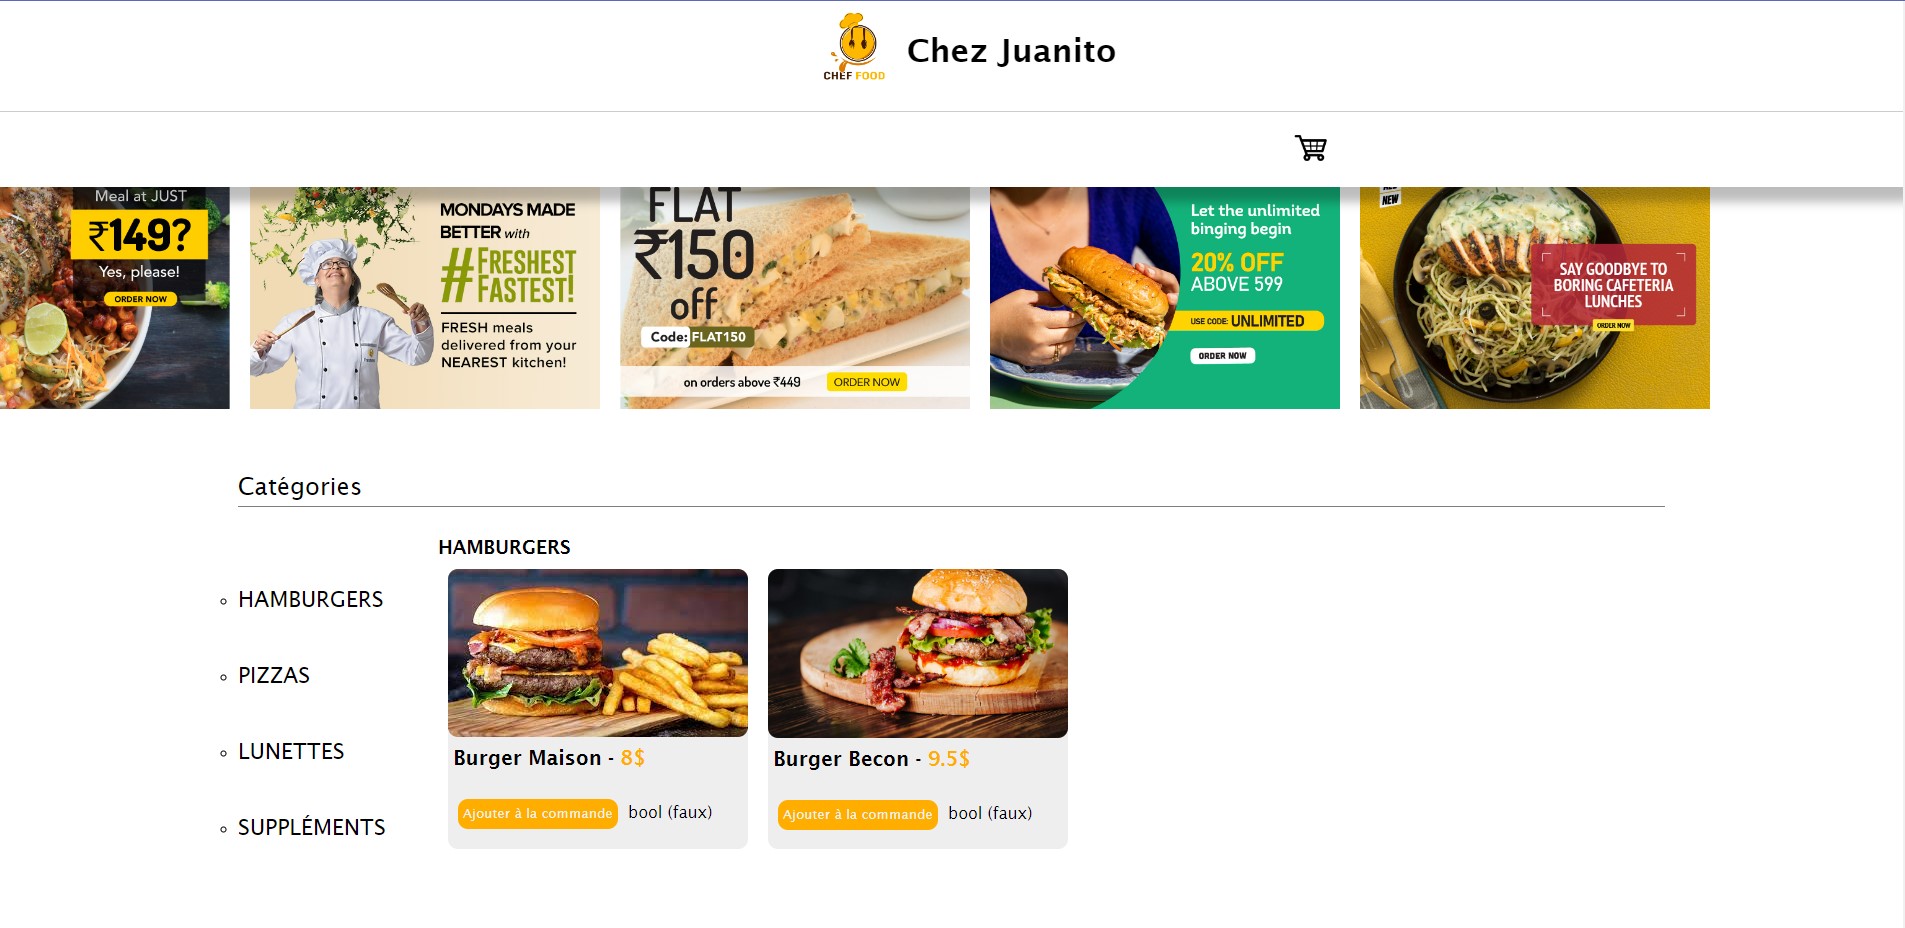 CHEF FOOD
Chez Juanito
Meal at JUST
₹149?
Yes, please!
ORDER NOW
MONDAYS MADE
BETTER with
#FRESHEST
FASTEST!
FRESH meals
delivered from your
NEAREST kitchen!
FLAT
₹150
off
Code: FLAT150
on orders above ₹449 ORDER NOW
Let the unlimited
binging begin
20% OFF
ABOVE 599
USE CODE: UNLIMITED
ORDER NOW
NEW
SAY GOODBYE TO
BORING CAFETERIA
LUNCHES
ORDER NOW
Catégories
HAMBURGERS
PIZZAS
LUNETTES
SUPPLÉMENTS
HAMBURGERS
Burger Maison - 8$
Ajouter à la commande bool (faux)
Burger Becon - 9.5$
Ajouter à la commande bool (faux)